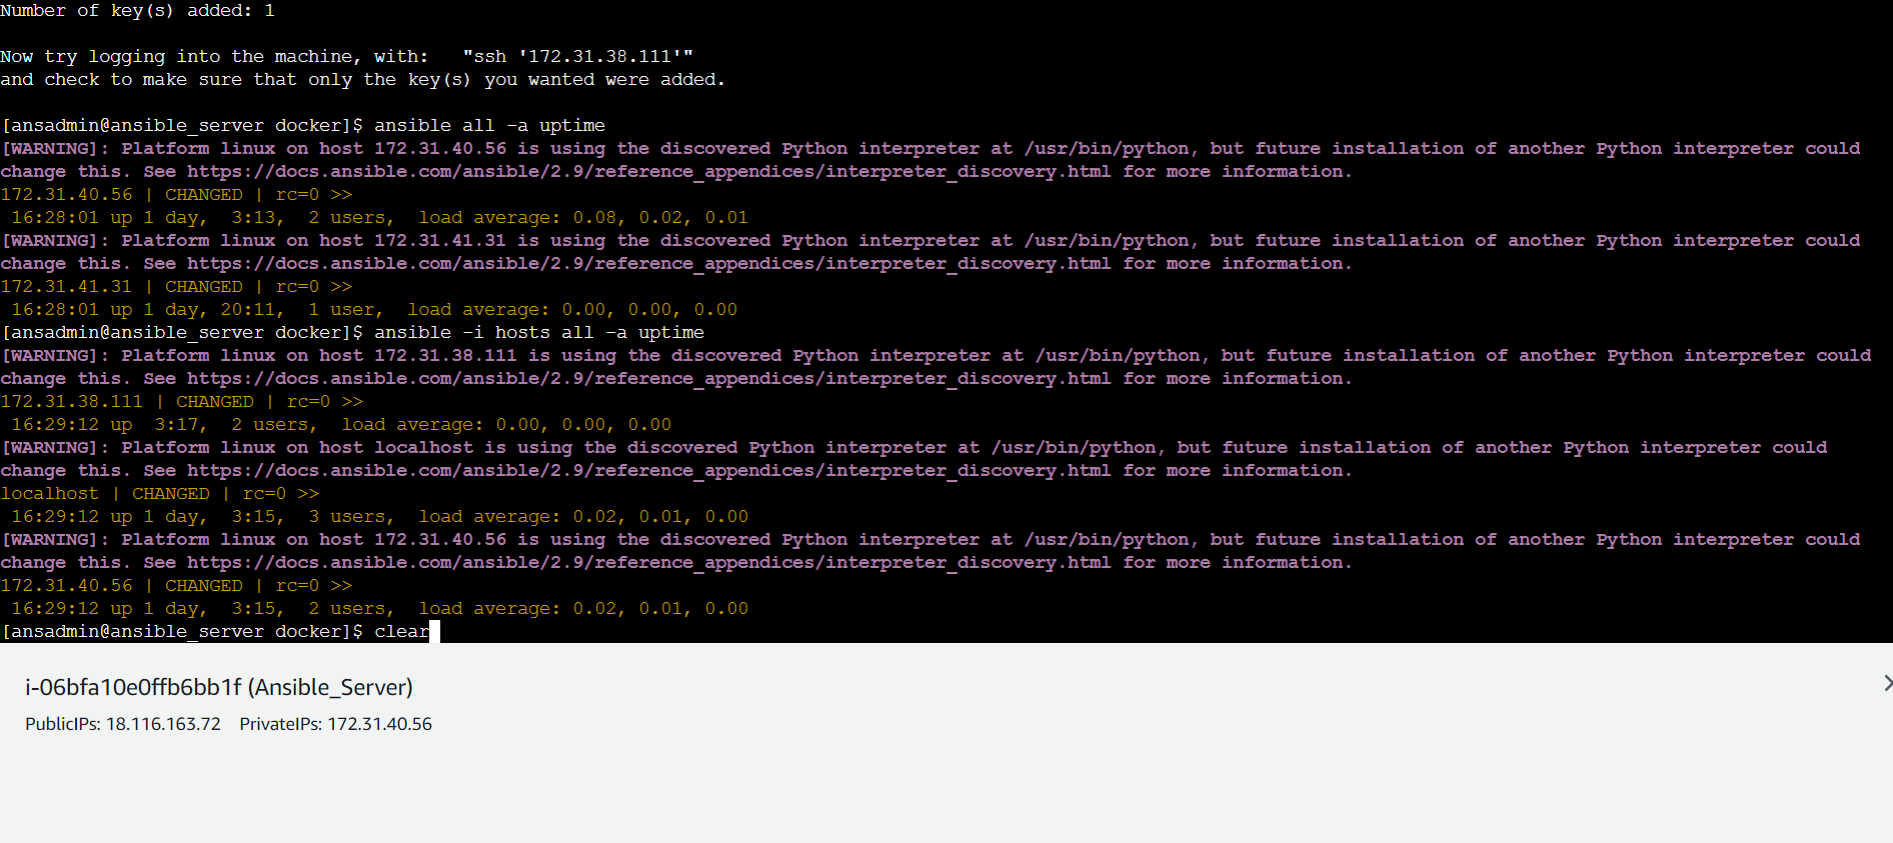 Number of key(s) added: 1
Now try logging into the machine, with:   "ssh '172.31.38.111'"
and check to make sure that only the key(s) you wanted were added.
[ansadmin@ansible_server docker]$ ansible all -a uptime
[WARNING]: Platform linux on host 172.31.40.56 is using the discovered Python interpreter at /usr/bin/python, but future installation of another Python interpreter could
change this. See https://docs.ansible.com/ansible/2.9/reference_appendices/interpreter_discovery.html for more information.
172.31.40.56 | CHANGED | rc=0 >>
 16:28:01 up 1 day,  3:13,  2 users,  load average: 0.08, 0.02, 0.01
[WARNING]: Platform linux on host 172.31.41.31 is using the discovered Python interpreter at /usr/bin/python, but future installation of another Python interpreter could
change this. See https://docs.ansible.com/ansible/2.9/reference_appendices/interpreter_discovery.html for more information.
172.31.41.31 | CHANGED | rc=0 >>
 16:28:01 up 1 day, 20:11,  1 user,  load average: 0.00, 0.00, 0.00
[ansadmin@ansible_server docker]$ ansible -i hosts all -a uptime
[WARNING]: Platform linux on host 172.31.38.111 is using the discovered Python interpreter at /usr/bin/python, but future installation of another Python interpreter could
change this. See https://docs.ansible.com/ansible/2.9/reference_appendices/interpreter_discovery.html for more information.
172.31.38.111 | CHANGED | rc=0 >>
 16:29:12 up  3:17,  2 users,  load average: 0.00, 0.00, 0.00
[WARNING]: Platform linux on host localhost is using the discovered Python interpreter at /usr/bin/python, but future installation of another Python interpreter could
change this. See https://docs.ansible.com/ansible/2.9/reference_appendices/interpreter_discovery.html for more information.
localhost | CHANGED | rc=0 >>
 16:29:12 up 1 day,  3:15,  3 users,  load average: 0.02, 0.01, 0.00
[WARNING]: Platform linux on host 172.31.40.56 is using the discovered Python interpreter at /usr/bin/python, but future installation of another Python interpreter could
change this. See https://docs.ansible.com/ansible/2.9/reference_appendices/interpreter_discovery.html for more information.
172.31.40.56 | CHANGED | rc=0 >>
 16:29:12 up 1 day,  3:15,  2 users,  load average: 0.02, 0.01, 0.00
[ansadmin@ansible_server docker]$ clear
i-06bfa10e0ffb6bb1f (Ansible_Server)
PublicIPs: 18.116.163.72    PrivateIPs: 172.31.40.56